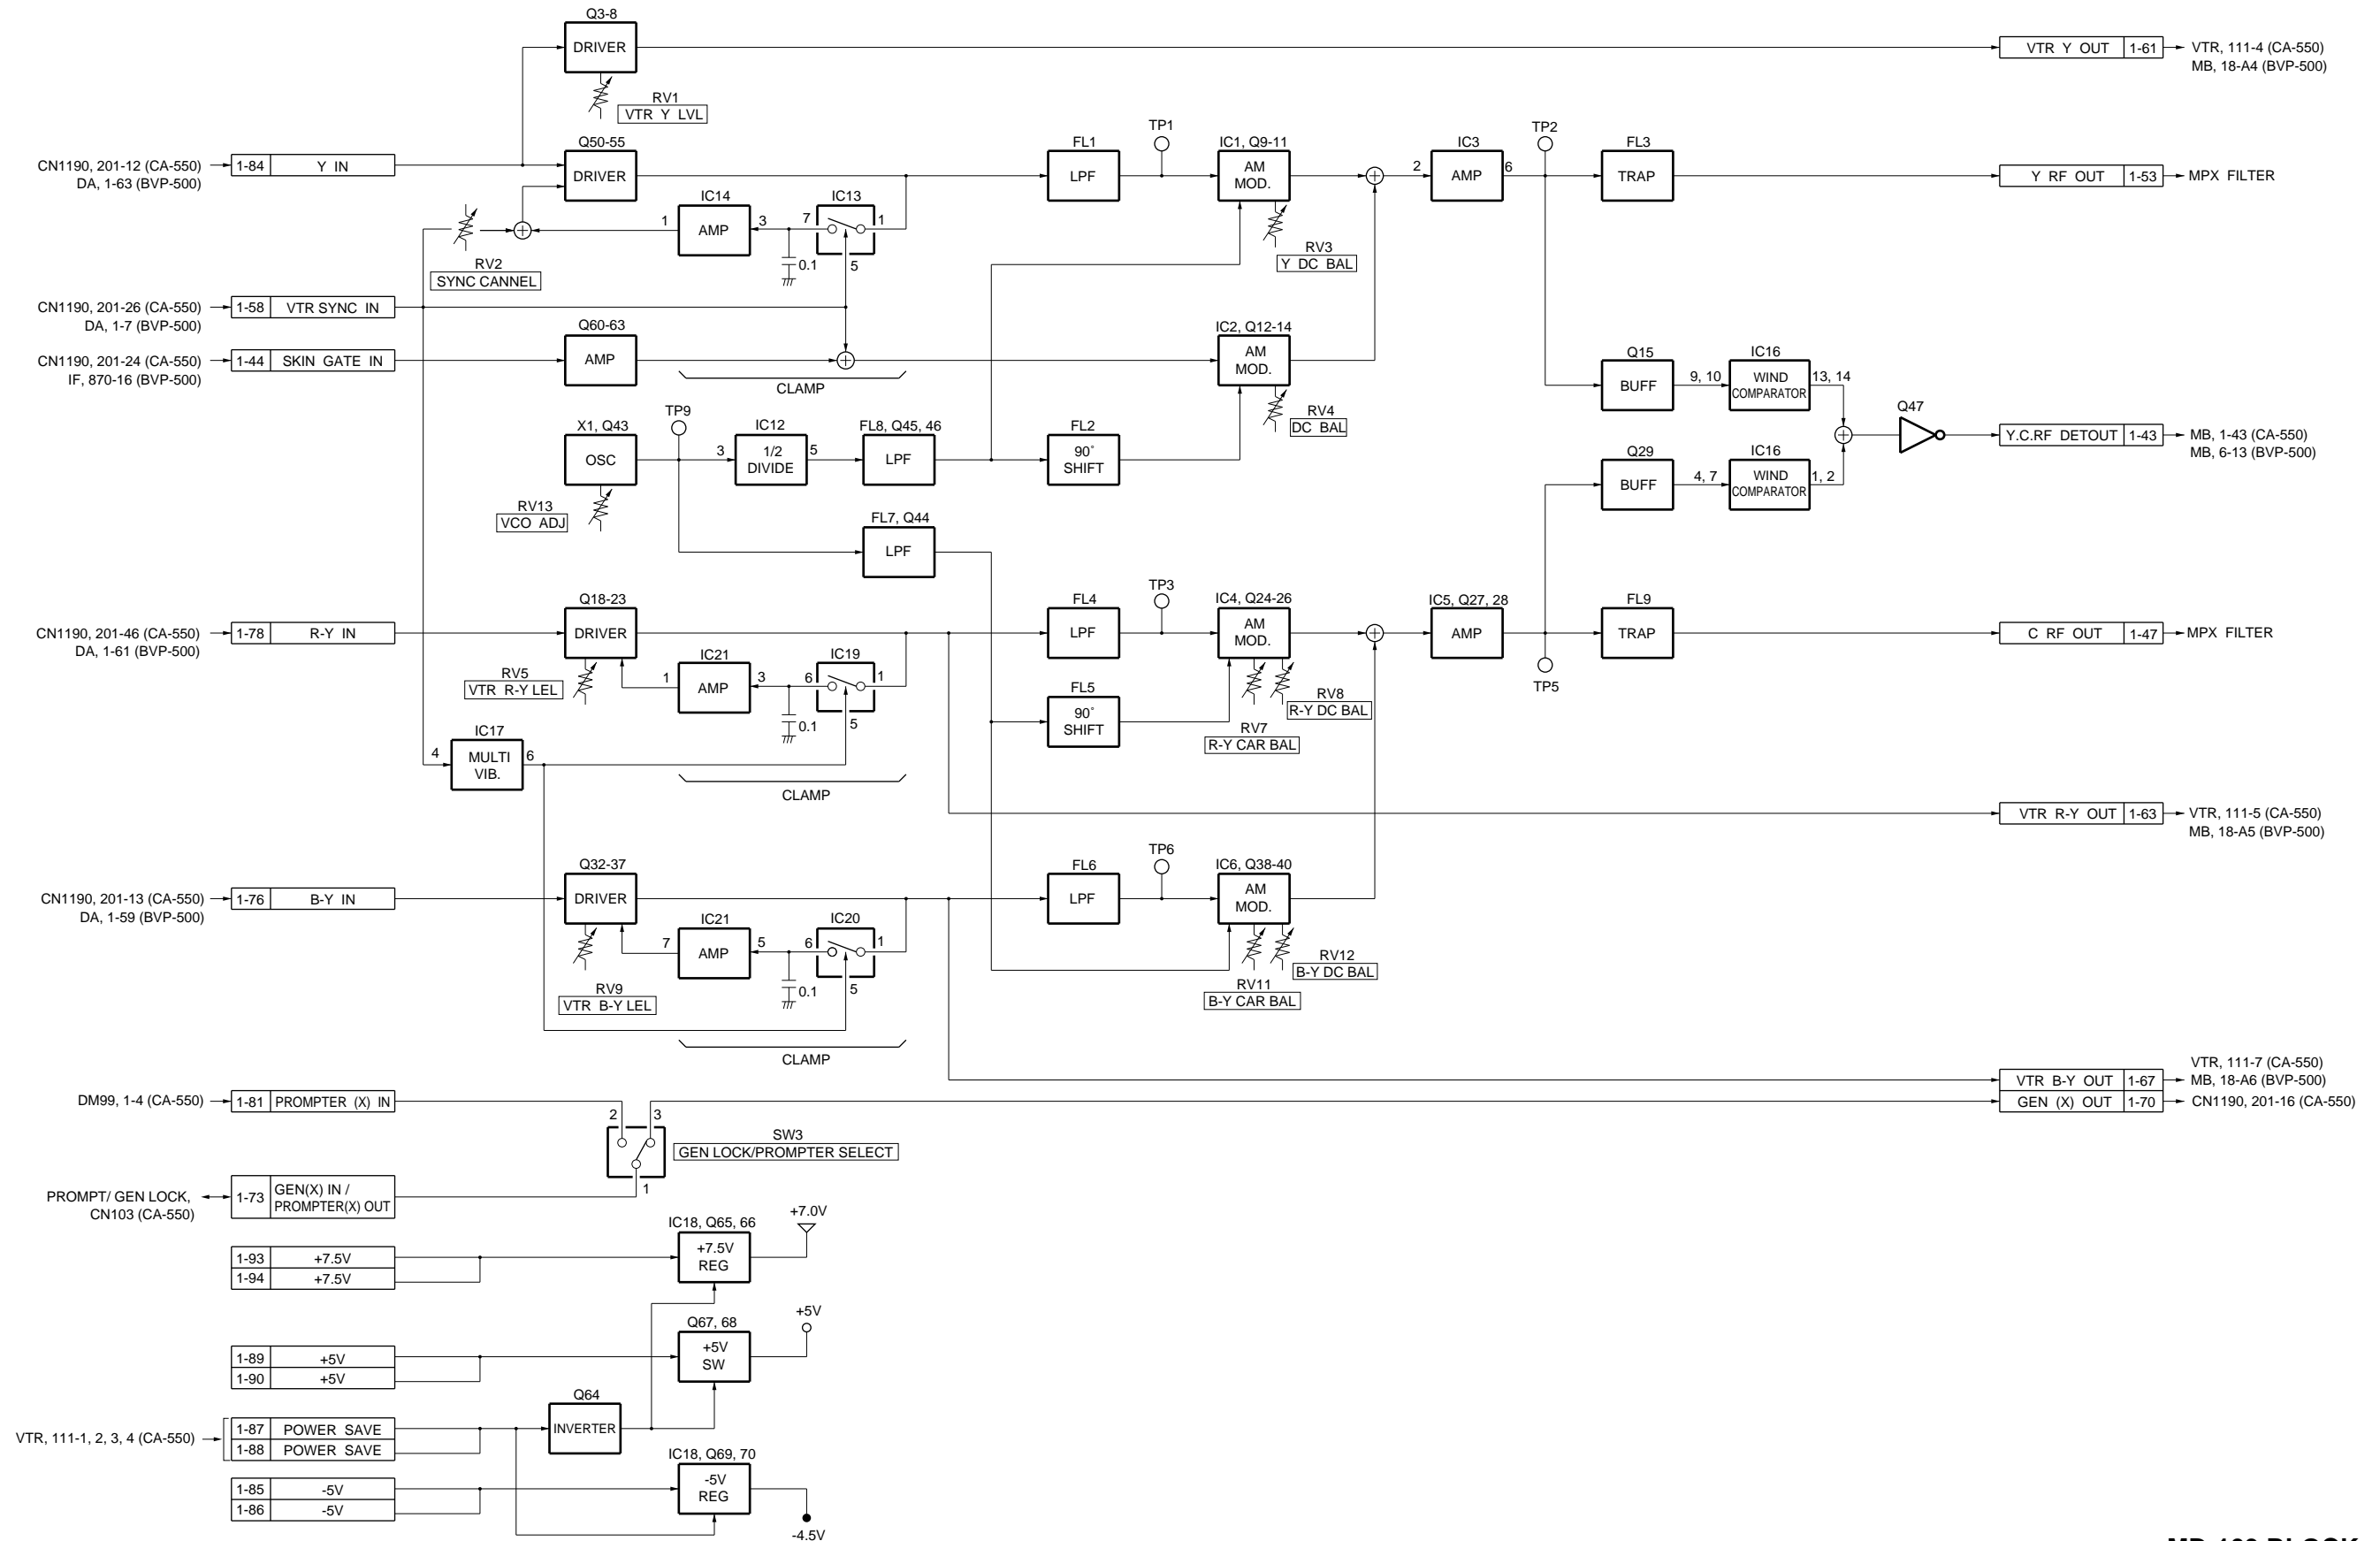 Q3-8
DRIVER
RV1
VTR Y LVL
VTR Y OUT 1-61
VTR, 111-4 (CA-550)
MB, 18-A4 (BVP-500)
CN1190, 201-12 (CA-550)
DA, 1-63 (BVP-500)
1-84 Y IN
Q50-55
DRIVER
IC14
AMP
1
3
IC13
7
1
5
0.1
RV2
SYNC CANNEL
FL1
LPF
TP1
IC1, Q9-11
AM
MOD.
RV3
Y DC BAL
2
IC3
AMP
6
TP2
FL3
TRAP
Y RF OUT 1-53
MPX FILTER
CN1190, 201-26 (CA-550)
DA, 1-7 (BVP-500)
1-58 VTR SYNC IN
CN1190, 201-24 (CA-550)
IF, 870-16 (BVP-500)
1-44 SKIN GATE IN
Q60-63
AMP
CLAMP
IC2, Q12-14
AM
MOD.
RV4
DC BAL
X1, Q43
OSC
RV13
VCO ADJ
TP9
3
IC12
1/2
DIVIDE
5
FL8, Q45, 46
LPF
FL2
90˚
SHIFT
FL7, Q44
LPF
Q15
BUFF
9, 10
IC16
WIND
COMPARATOR
13, 14
Q29
BUFF
4, 7
IC16
WIND
COMPARATOR
1, 2
Q47
Y.C.RF DETOUT 1-43
MB, 1-43 (CA-550)
MB, 6-13 (BVP-500)
CN1190, 201-46 (CA-550)
DA, 1-61 (BVP-500)
1-78 R-Y IN
Q18-23
DRIVER
RV5
VTR R-Y LEL
1
IC21
AMP
3
0.1
IC19
6
1
5
CLAMP
4
IC17
MULTI
VIB.
6
FL4
LPF
TP3
IC4, Q24-26
AM
MOD.
FL5
90˚
SHIFT
RV8
R-Y DC BAL
RV7
R-Y CAR BAL
IC5, Q27, 28
AMP
TP5
FL9
TRAP
C RF OUT 1-47
MPX FILTER
VTR R-Y OUT 1-63
VTR, 111-5 (CA-550)
MB, 18-A5 (BVP-500)
CN1190, 201-13 (CA-550)
DA, 1-59 (BVP-500)
1-76 B-Y IN
Q32-37
DRIVER
RV9
VTR B-Y LEL
7
IC21
AMP
5
0.1
IC20
6
1
5
CLAMP
FL6
LPF
TP6
IC6, Q38-40
AM
MOD.
RV12
B-Y DC BAL
RV11
B-Y CAR BAL
VTR, 111-7 (CA-550)
VTR B-Y OUT 1-67
MB, 18-A6 (BVP-500)
GEN (X) OUT 1-70
CN1190, 201-16 (CA-550)
DM99, 1-4 (CA-550)
1-81 PROMPTER (X) IN
2
3
1
SW3
GEN LOCK/PROMPTER SELECT
PROMPT/ GEN LOCK,
CN103 (CA-550)
1-73 GEN(X) IN /
PROMPTER(X) OUT
1-93 +7.5V
1-94 +7.5V
IC18, Q65, 66
+7.5V
REG
+7.0V
1-89 +5V
1-90 +5V
Q67, 68
+5V
SW
+5V
VTR, 111-1, 2, 3, 4 (CA-550)
1-87 POWER SAVE
1-88 POWER SAVE
Q64
INVERTER
1-85 -5V
1-86 -5V
IC18, Q69, 70
-5V
REG
-4.5V